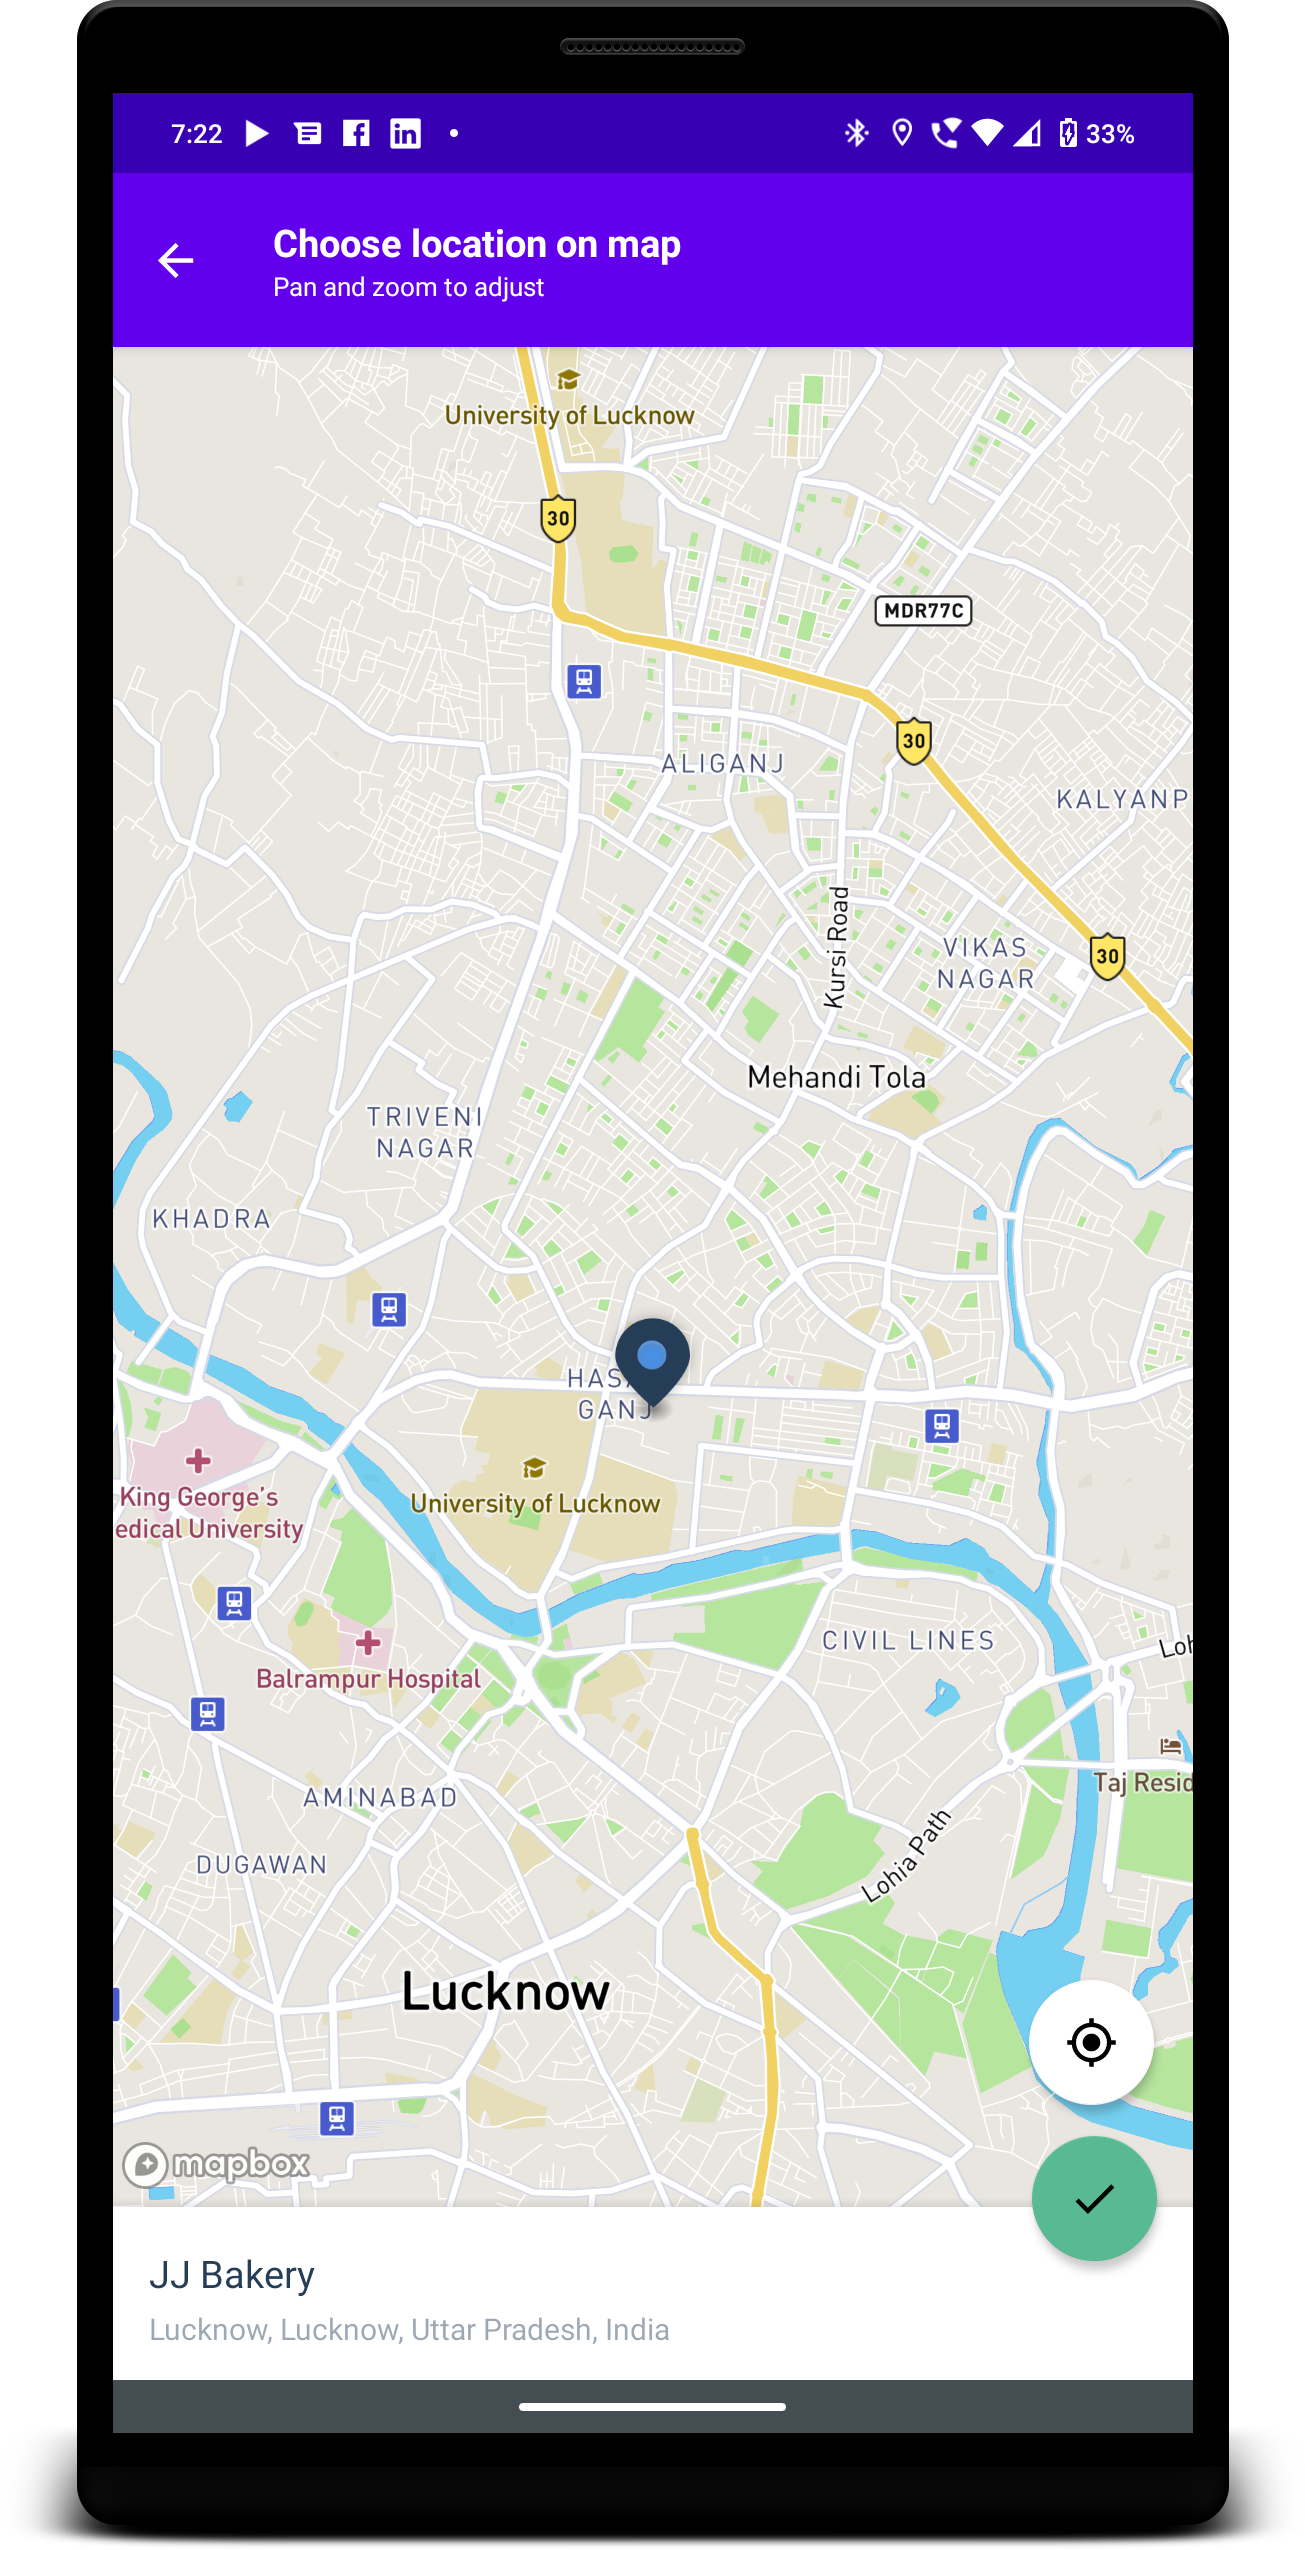 7:22 33%
Choose location on map
Pan and zoom to adjust
University of Lucknow
30
MDR77C
30
ALIGANJ
KALYANP
Kursi Road
VIKAS
NAGAR
30
Mehandi Tola
TRIVENI
NAGAR
KHADRA
HAS
GANJ
King George's
edical University
University of Lucknow
CIVIL LINES
Loh
Balrampur Hospital
Taj Resid
AMINABAD
Lohia Path
DUGAWAN
Lucknow
mapbox
JJ Bakery
Lucknow, Lucknow, Uttar Pradesh, India